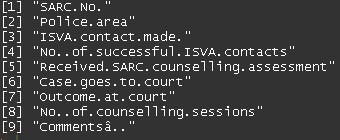 [1] "SARC.No."
[2] "Police.area"
[3] "ISVA.contact.made."
[4] "No..of.successful.ISVA.contacts"
[5] "Received.SARC.counselling.assessment"
[6] "Case.goes.to.court"
[7] "Outcome.at.court"
[8] "No..of.counselling.sessions"
[9] "Commentsâ.."